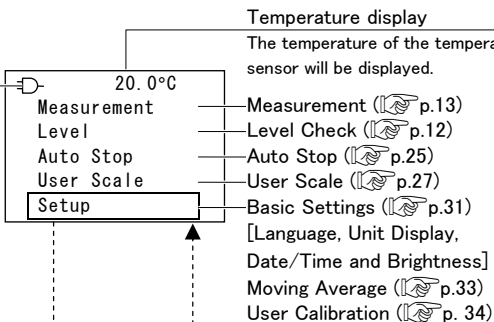 Temperature display
The temperature of the
sensor will be displayed.
20.0°C
Measurement
Level
Auto Stop
User Scale
Setup
Measurement (p.13)
Level Check (p.12)
Auto Stop (p.25)
User Scale (p.27)
Basic Settings (p.31)
[Language, Unit Display,
Date/Time and Brightness]
Moving Average (p.33)
User Calibration (p. 34)